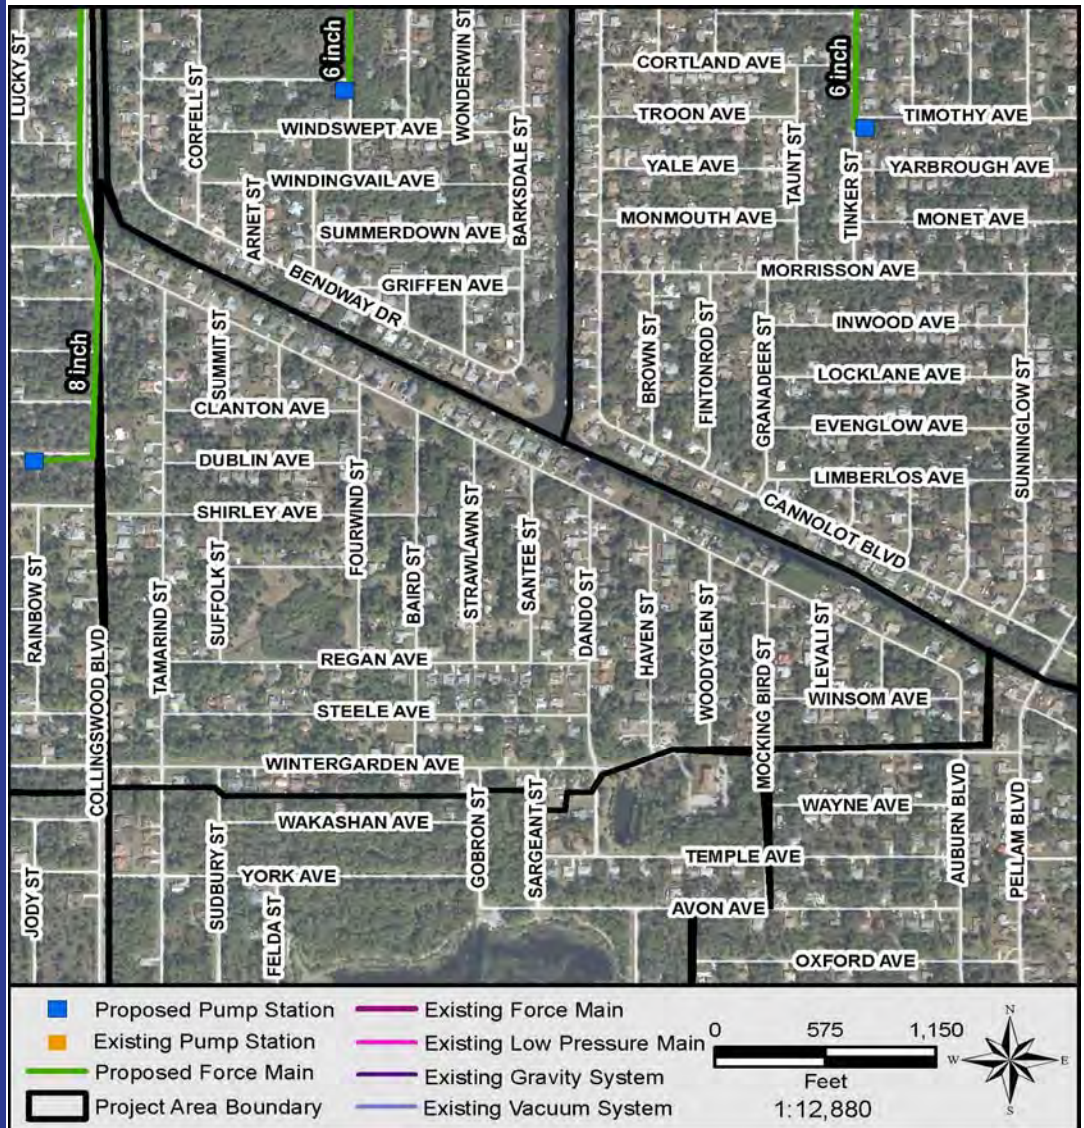 LUCKY ST
6 inch
6 inch
CORFELL ST
WONDERWIN ST
CORTLAND AVE
WINDSWEPT AVE
TROON AVE
TIMOTHY AVE
BARKSDALE ST
TAUNT ST
YALE AVE
YARBROUGH AVE
WINDINGVAIL AVE
ARNET ST
TINKER ST
MONMOUTH AVE
MONET AVE
SUMMERDOWN AVE
MORRISSON AVE
BENDWAY DR
GRIFFEN AVE
INWOOD AVE
8 inch
SUMMIT ST
BROWN ST
FINTONROD ST
GRANADEER ST
LOCKLANE AVE
CLANTON AVE
EVENGLOW AVE
SUNNINGLOW ST
DUBLIN AVE
LIMBERLOS AVE
SHIRLEY AVE
FOURWIND ST
CANNOLOT BLVD
STRAWLAWN ST
SANTEE ST
BAIRD ST
SUFFOLK ST
RAINBOW ST
TAMARIND ST
DANDO ST
HAVEN ST
WOODYGLEN ST
LEVALI ST
REGAN AVE
MOCKING BIRD ST
COLLINGSWOOD BLVD
WINSOM AVE
STEELE AVE
WINTERGARDEN AVE
WAYNE AVE
AUBURN BLVD
PELLAM BLVD
WAKASHAN AVE
GOBRON ST
SARGEANT ST
SUDBURY ST
TEMPLE AVE
YORK AVE
JODY ST
FELDA ST
AVON AVE
OXFORD AVE
Proposed Pump Station
Existing Pump Station
Proposed Force Main
Project Area Boundary
Existing Force Main
Existing Low Pressure Main
Existing Gravity System
Existing Vacuum System
0 575 1,150
Feet
1:12,880
N
W E
S